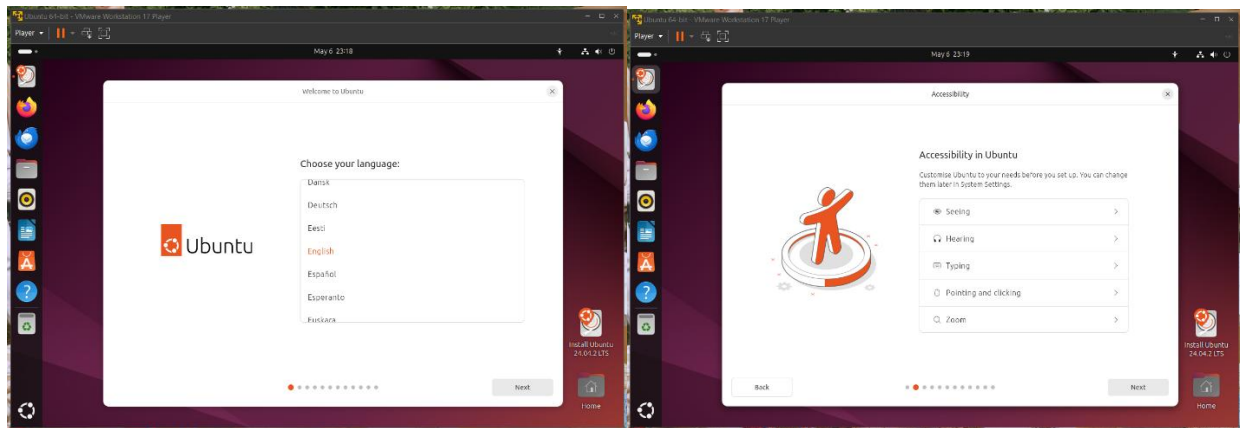 Ubuntu 64-bit - VMware Workstation 17 Player
Player
May 6 23:18
Welcome to Ubuntu
Choose your language:
Dansk
Deutsch
Eesti
English
Español
Esperanto
Euskara
Ubuntu
Install Ubuntu
24.04.2 LTS
Next
Home
Ubuntu 64-bit - VMware Workstation 17 Player
Player
May 6 23:19
Accessibility
Accessibility in Ubuntu
Customise Ubuntu to your needs before you set up. You can change
them later in System Settings.
Seeing
Hearing
Typing
Pointing and clicking
Zoom
Install Ubuntu
24.04.2 LTS
Back
Next
Home